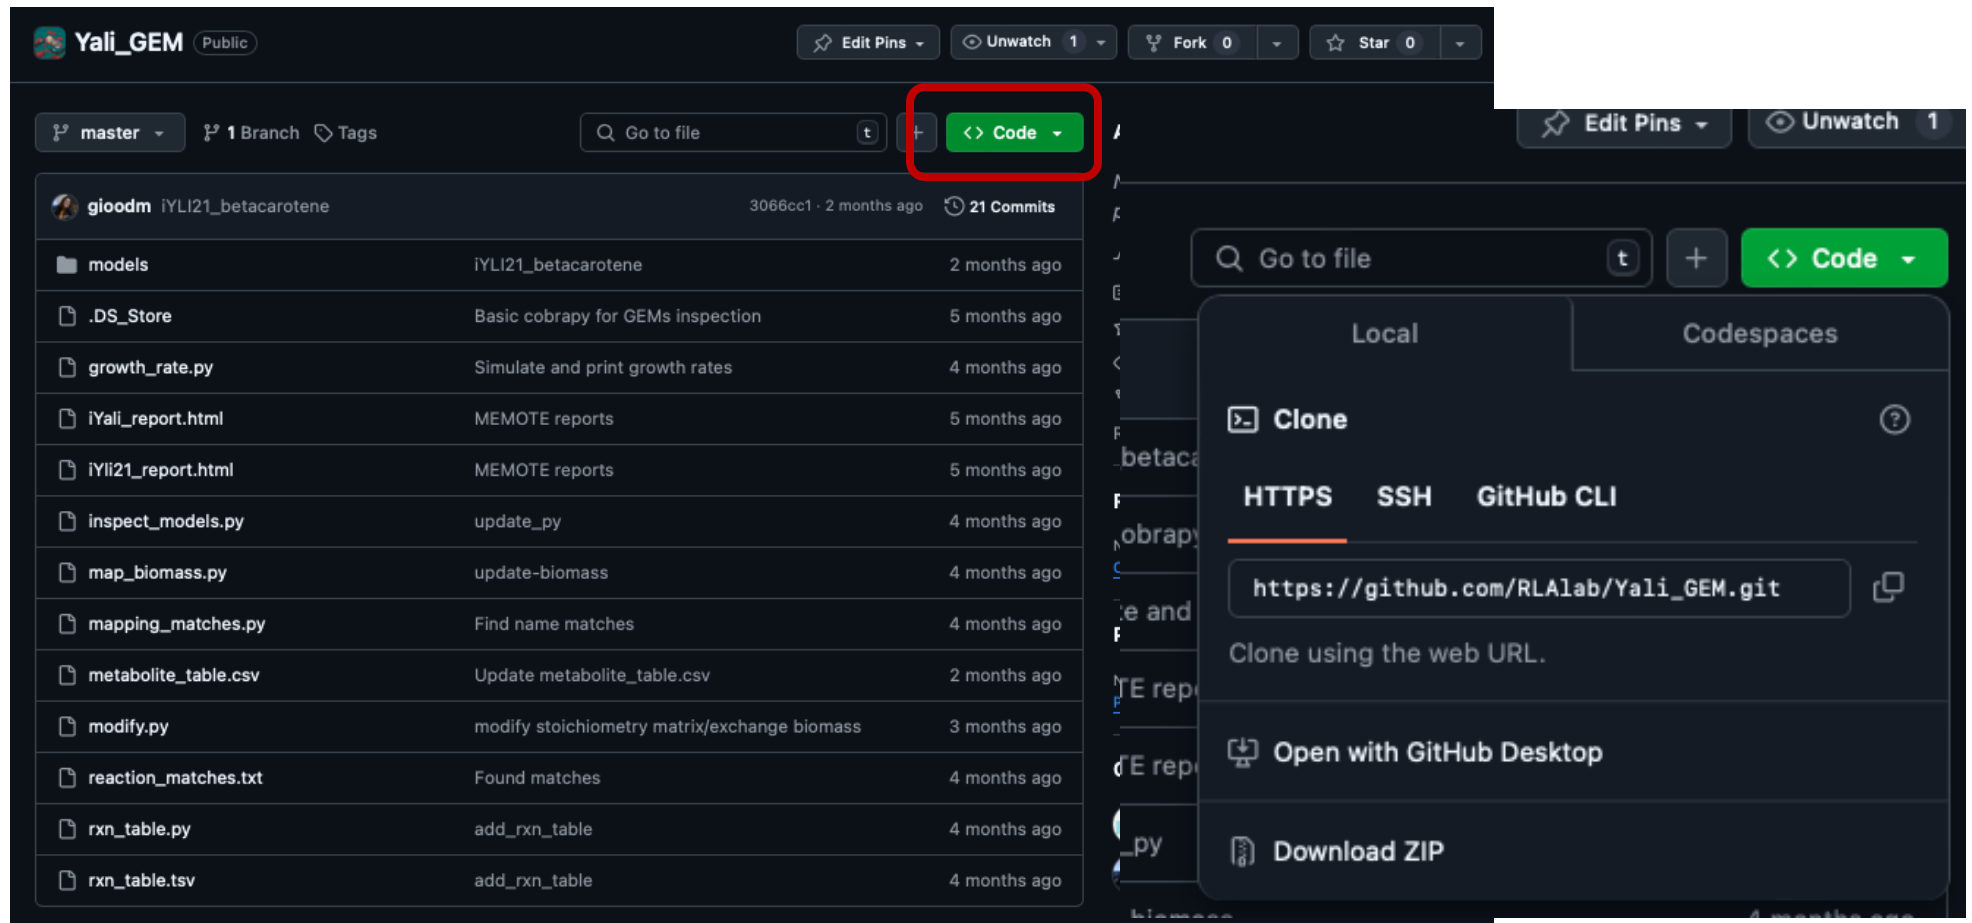 Yali_GEM Public Edit Pins Unwatch 1 Fork 0 Star 0
master 1 Branch Tags Go to file t Code
gioodm iYLI21_betacarotene 3066cc1 · 2 months ago 21 Commits
models iYLI21_betacarotene 2 months ago
.DS_Store Basic cobrapy for GEMs inspection 5 months ago
growth_rate.py Simulate and print growth rates 4 months ago
iYali_report.html MEMOTE reports 5 months ago
iYli21_report.html MEMOTE reports 5 months ago
inspect_models.py update_py 4 months ago
map_biomass.py update-biomass 4 months ago
mapping_matches.py Find name matches 4 months ago
metabolite_table.csv Update metabolite_table.csv 2 months ago
modify.py modify stoichiometry matrix/exchange biomass 3 months ago
reaction_matches.txt Found matches 4 months ago
rxn_table.py add_rxn_table 4 months ago
rxn_table.tsv add_rxn_table 4 months ago
Edit Pins Unwatch 1
Go to file t Code
Local Codespaces
Clone
HTTPS SSH GitHub CLI
https://github.com/RLAlab/Yali_GEM.git
Clone using the web URL.
Open with GitHub Desktop
Download ZIP
_betaca
obrapy
e and
TE repo
TE repo
_py